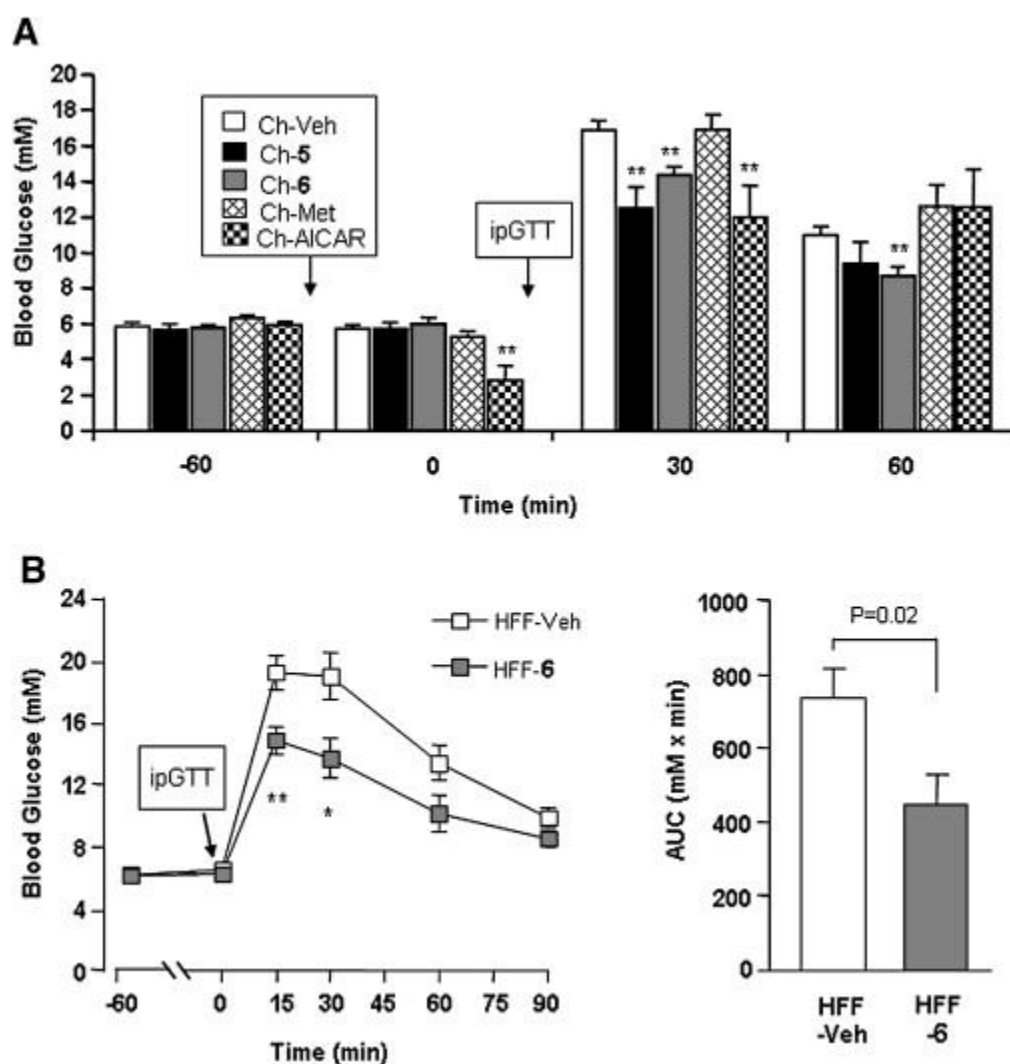 A
Blood Glucose (mM)
20
18
16
14
12
10
8
6
4
2
0
Ch-Veh
Ch-5
Ch-6
Ch-Met
Ch-AICAR
ipGTT
**
**
**
**
**
-60
0
30
60
Time (min)
B
Blood Glucose (mM)
24
20
16
12
8
4
0
HFF-Veh
HFF-6
ipGTT
**
*
-60
0
15
30
45
60
75
90
Time (min)
AUC (mM x min)
1000
800
600
400
200
0
P=0.02
HFF
-Veh
HFF
-6